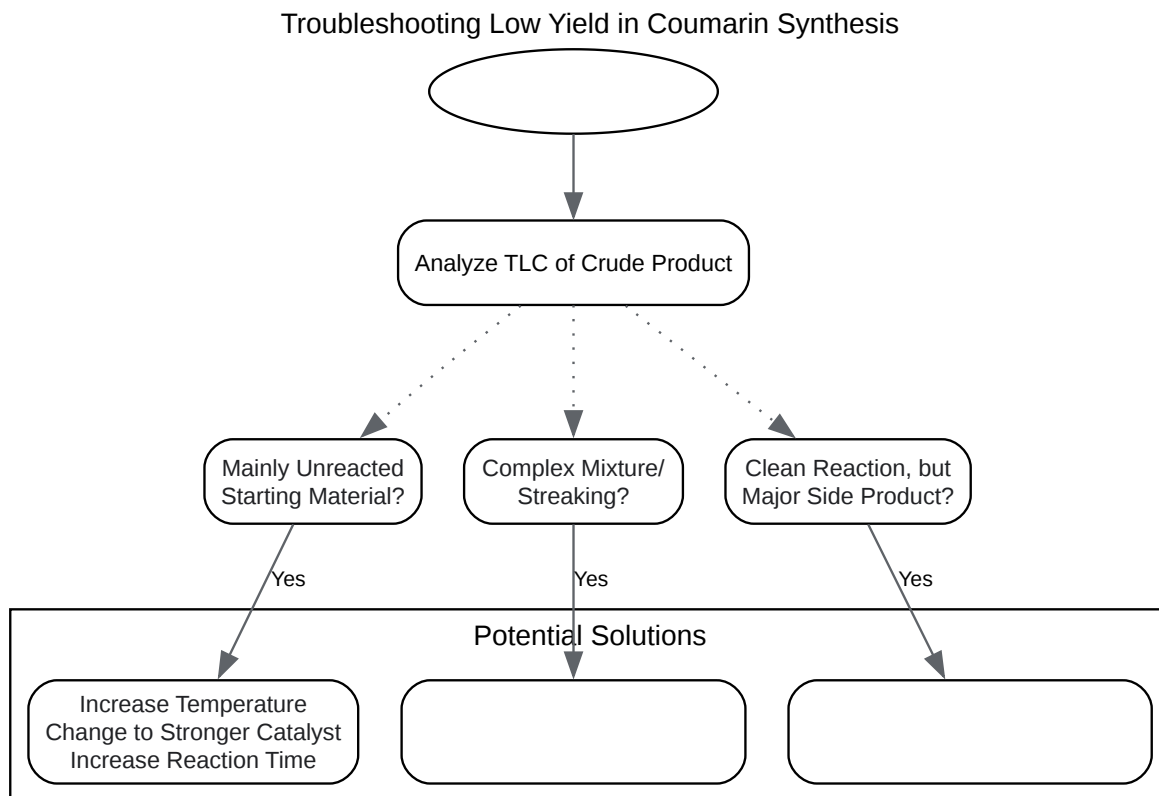 Troubleshooting Low Yield in Coumarin Synthesis
Analyze TLC of Crude Product
Mainly Unreacted
Starting Material?
Complex Mixture/
Streaking?
Clean Reaction, but
Major Side Product?
Yes
Yes
Yes
Potential Solutions
Increase Temperature
Change to Stronger Catalyst
Increase Reaction Time